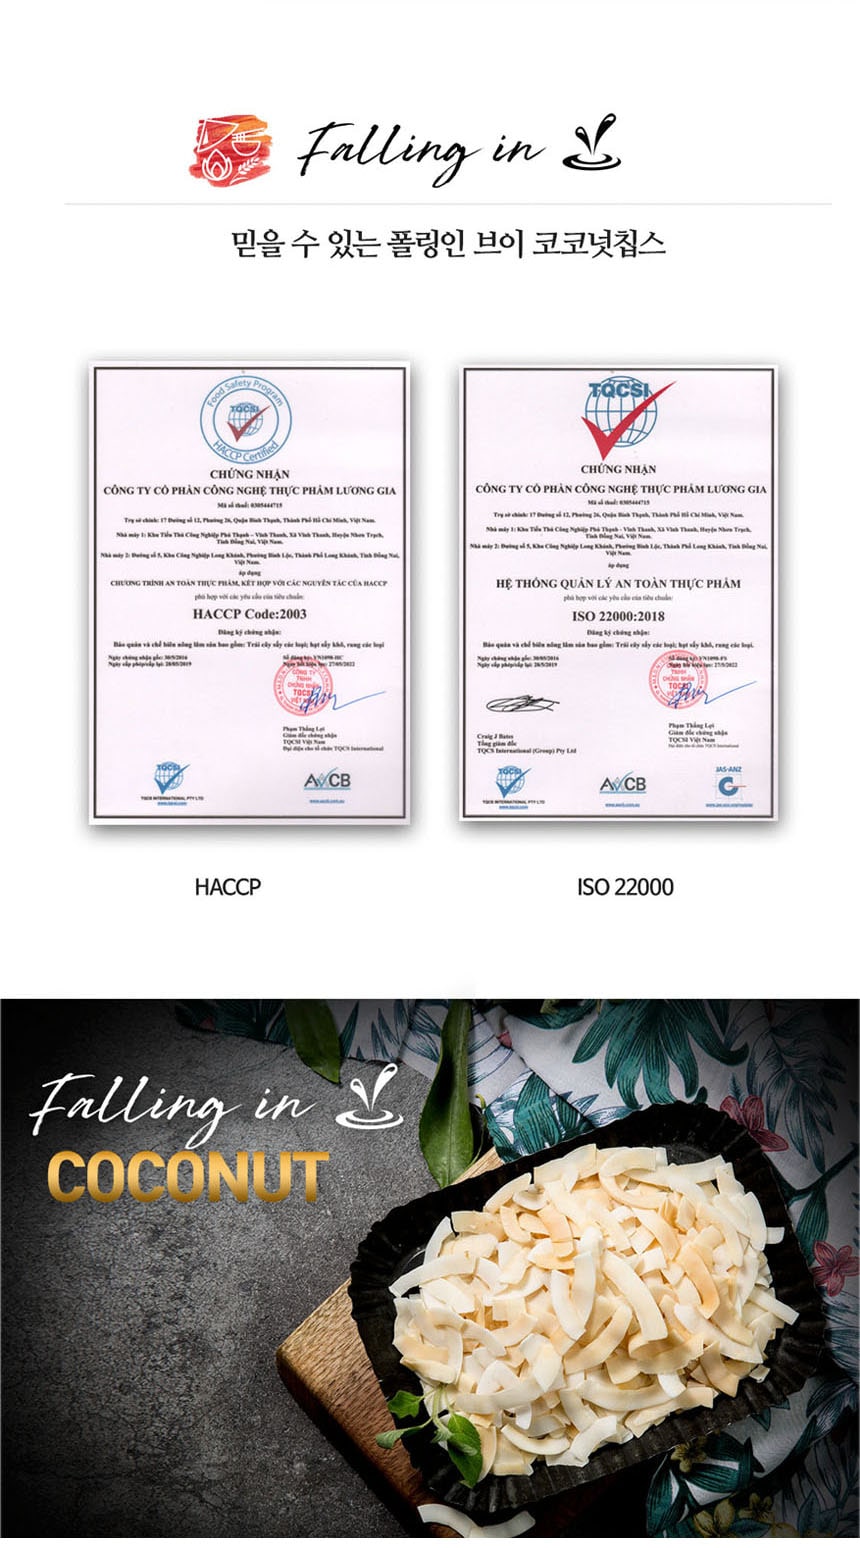 Falling in
믿을 수 있는 폴링인 브이 코코넛칩스
Food Safety Program
TQCSI
HACCP Certified
CHỨNG NHẬN
CÔNG TY CỔ PHẦN CÔNG NGHỆ THỰC PHẨM LƯƠNG GIA
Mã số thuế: 0305444715
Trụ sở chính: 17 Đường số 12, Phường 26, Quận Bình Thạnh, Thành Phố Hồ Chí Minh, Việt Nam.
Nhà máy 1: Khu Tiểu Thủ Công Nghiệp Phú Thạnh – Vĩnh Thanh, Xã Vĩnh Thanh, Huyện Nhơn Trạch,
Tỉnh Đồng Nai, Việt Nam.
Nhà máy 2: Đường số 5, Khu Công Nghiệp Long Khánh, Phường Bình Lộc, Thành Phố Long Khánh, Tỉnh Đồng Nai,
Việt Nam.
áp dụng
CHƯƠNG TRÌNH AN TOÀN THỰC PHẨM, KẾT HỢP VỚI CÁC NGUYÊN TẮC CỦA HACCP
phù hợp với các yêu cầu của tiêu chuẩn:
HACCP Code:2003
Đăng ký chứng nhận:
Bảo quản và chế biến nông lâm sản bao gồm: Trái cây sấy các loại; hạt sấy khô, rang các loại
Ngày chứng nhận gốc: 30/5/2016
Ngày cấp phép/cấp lại: 28/05/2019
Số đăng ký: VN1098-HC
Ngày hết hiệu lực: 27/05/2022
CÔNG TY
TNHH
CHỨNG NHẬN
TQCSI
VIỆT NAM
Phạm Thắng Lợi
Giám đốc chứng nhận
TQCSI Việt Nam
Đại diện cho tổ chức TQCS International
TQCSI
TQCS INTERNATIONAL PTY LTD
www.tqcsi.com
AWCB
TQCSI
CHỨNG NHẬN
CÔNG TY CỔ PHẦN CÔNG NGHỆ THỰC PHẨM LƯƠNG GIA
Mã số thuế: 0305444715
Trụ sở chính: 17 Đường số 12, Phường 26, Quận Bình Thạnh, Thành Phố Hồ Chí Minh, Việt Nam.
Nhà máy 1: Khu Tiểu Thủ Công Nghiệp Phú Thạnh – Vĩnh Thanh, Xã Vĩnh Thanh, Huyện Nhơn Trạch,
Tỉnh Đồng Nai, Việt Nam.
Nhà máy 2: Đường số 5, Khu Công Nghiệp Long Khánh, Phường Bình Lộc, Thành Phố Long Khánh, Tỉnh Đồng Nai,
Việt Nam.
áp dụng
HỆ THỐNG QUẢN LÝ AN TOÀN THỰC PHẨM
phù hợp với các yêu cầu của tiêu chuẩn:
ISO 22000:2018
Đăng ký chứng nhận:
Bảo quản và chế biến nông lâm sản bao gồm: Trái cây sấy các loại; hạt sấy khô, rang các loại.
Ngày chứng nhận gốc: 30/05/2016
Ngày cấp phép/cấp lại: 28/5/2019
Số đăng ký: VN1098-FS
Ngày hết hiệu lực: 27/5/2022
Craig J Bates
Tổng giám đốc
TQCS International (Group) Pty Ltd
Phạm Thắng Lợi
Giám đốc chứng nhận
TQCSI Việt Nam
Đại diện cho tổ chức TQCS International
TQCSI
TQCS INTERNATIONAL PTY LTD
www.tqcsi.com
AWCB
JAS-ANZ
HACCP
ISO 22000
Falling in
COCONUT